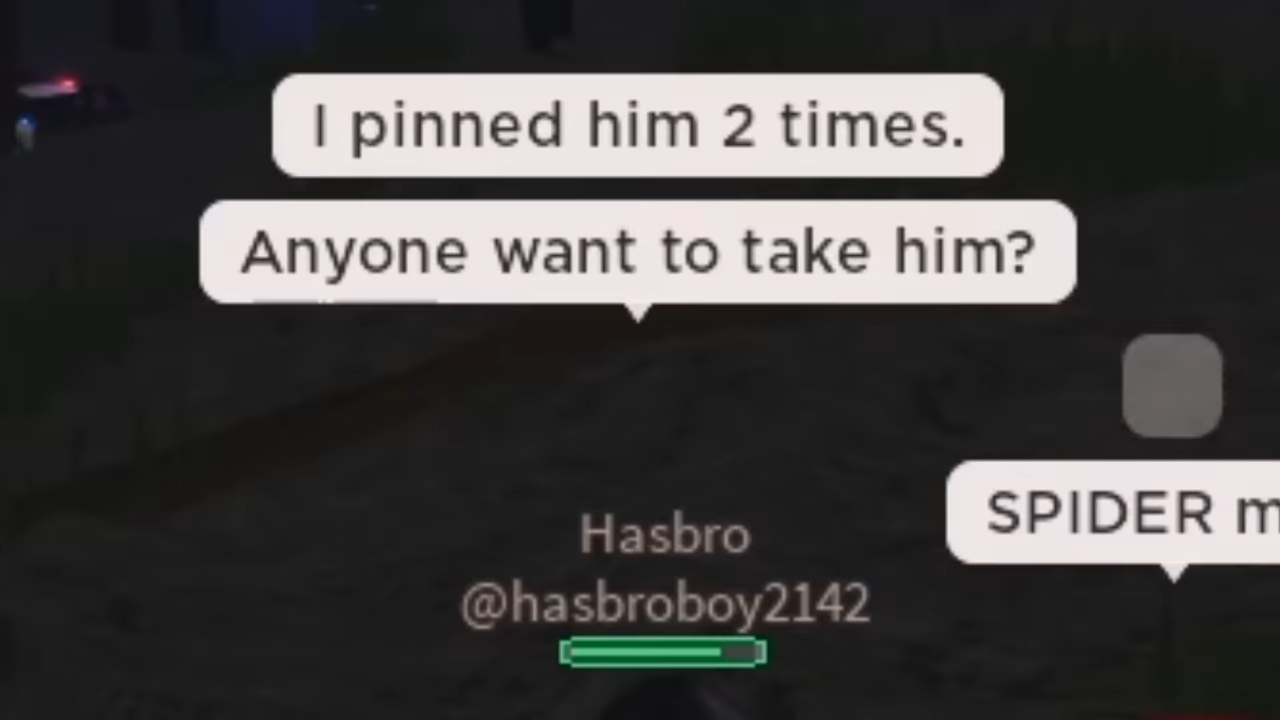 I pinned him 2 times.
Anyone want to take him?
SPIDER
Hasbro
@hasbroboy2142